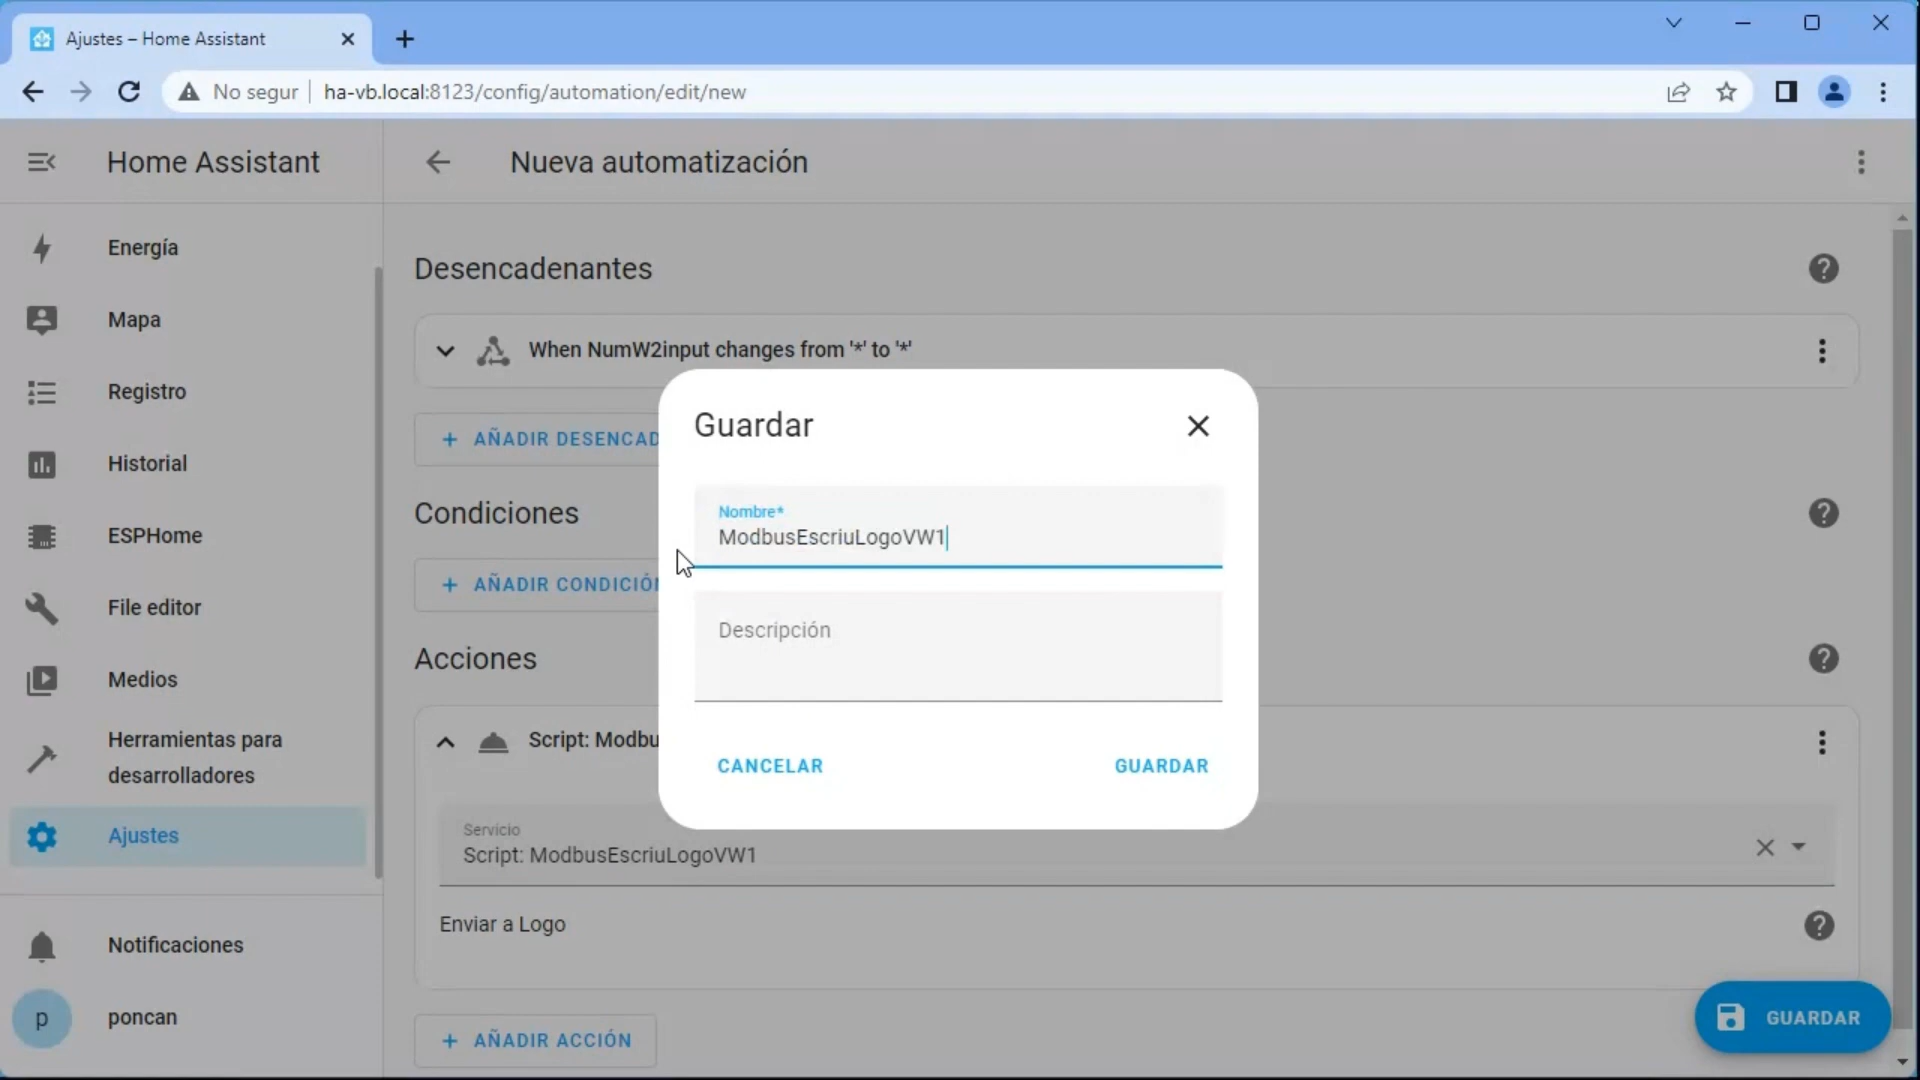 Ajustes – Home Assistant
No segur
ha-vb.local:8123/config/automation/edit/new
Home Assistant
Nueva automatización
Energía
Mapa
Registro
Historial
ESPHome
File editor
Medios
Herramientas para
desarrolladores
Ajustes
Notificaciones
p
poncan
Desencadenantes
When NumW2input changes from '*' to '*'
+ AÑADIR DESENCAD
Condiciones
+ AÑADIR CONDICIÓN
Acciones
Script: Modbu
Servicio
Script: ModbusEscriuLogoVW1
Enviar a Logo
+ AÑADIR ACCIÓN
GUARDAR
Guardar
Nombre*
ModbusEscriuLogoVW1
Descripción
CANCELAR
GUARDAR